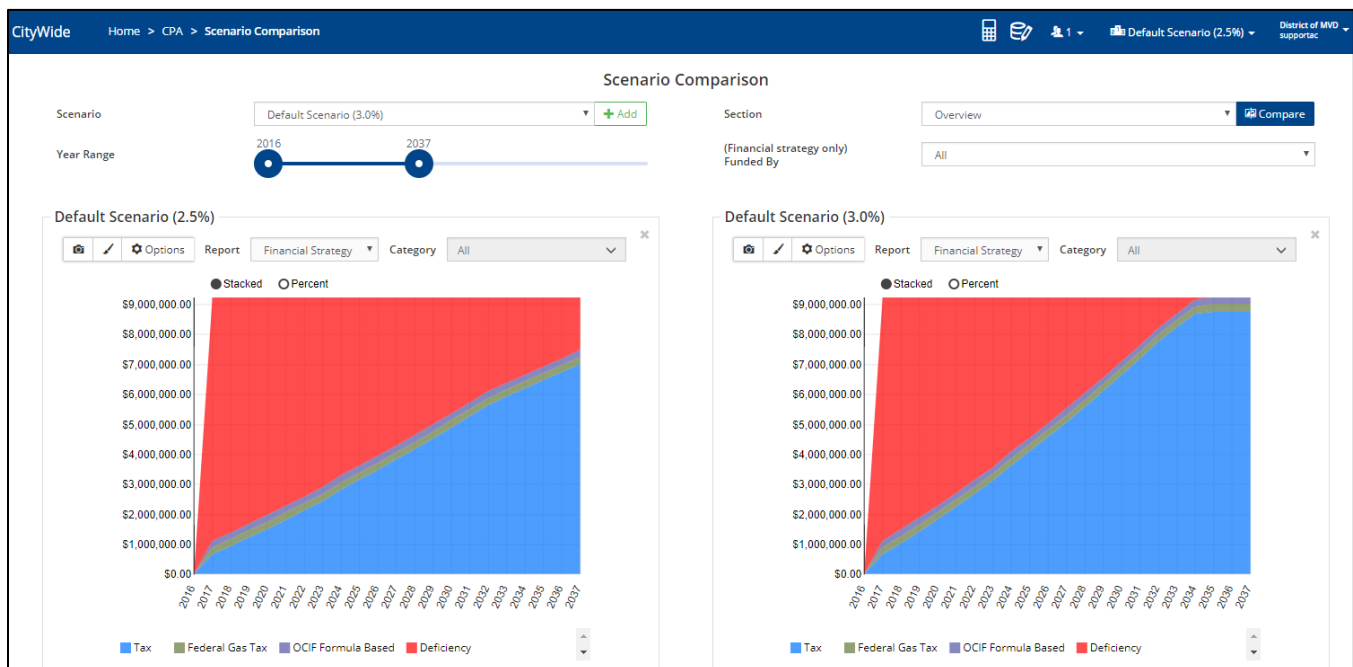 CityWide Home > CPA > Scenario Comparison 1 Default Scenario (2.5%) District of MVD
supportac
Scenario Comparison
Scenario Default Scenario (3.0%) + Add Section Overview Compare
Year Range 2016 2037 (Financial strategy only)
Funded By All
Default Scenario (2.5%)
Options Report Financial Strategy Category All
Stacked Percent
$9,000,000.00
$8,000,000.00
$7,000,000.00
$6,000,000.00
$5,000,000.00
$4,000,000.00
$3,000,000.00
$2,000,000.00
$1,000,000.00
$0.00
2016 2017 2018 2019 2020 2021 2022 2023 2024 2025 2026 2027 2028 2029 2030 2031 2032 2033 2034 2035 2036 2037
Tax Federal Gas Tax OCIF Formula Based Deficiency
Default Scenario (3.0%)
Options Report Financial Strategy Category All
Stacked Percent
$9,000,000.00
$8,000,000.00
$7,000,000.00
$6,000,000.00
$5,000,000.00
$4,000,000.00
$3,000,000.00
$2,000,000.00
$1,000,000.00
$0.00
2016 2017 2018 2019 2020 2021 2022 2023 2024 2025 2026 2027 2028 2029 2030 2031 2032 2033 2034 2035 2036 2037
Tax Federal Gas Tax OCIF Formula Based Deficiency